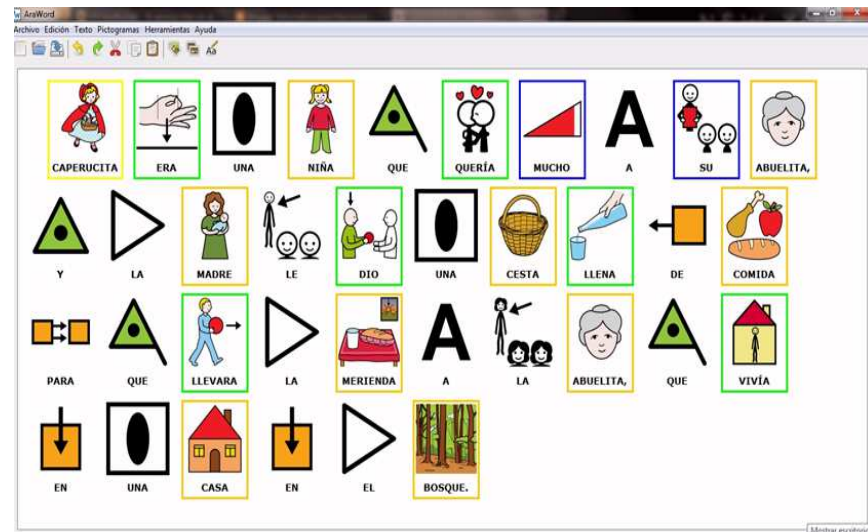 AraWord
Archivo Edición Texto Pictogramas Herramientas Ayuda
CAPERUCITA ERA UNA NIÑA QUE QUERÍA MUCHO A SU ABUELITA,
Y LA MADRE LE DIO UNA CESTA LLENA DE COMIDA
PARA QUE LLEVARA LA MERIENDA A LA ABUELITA, QUE VIVÍA
EN UNA CASA EN EL BOSQUE.